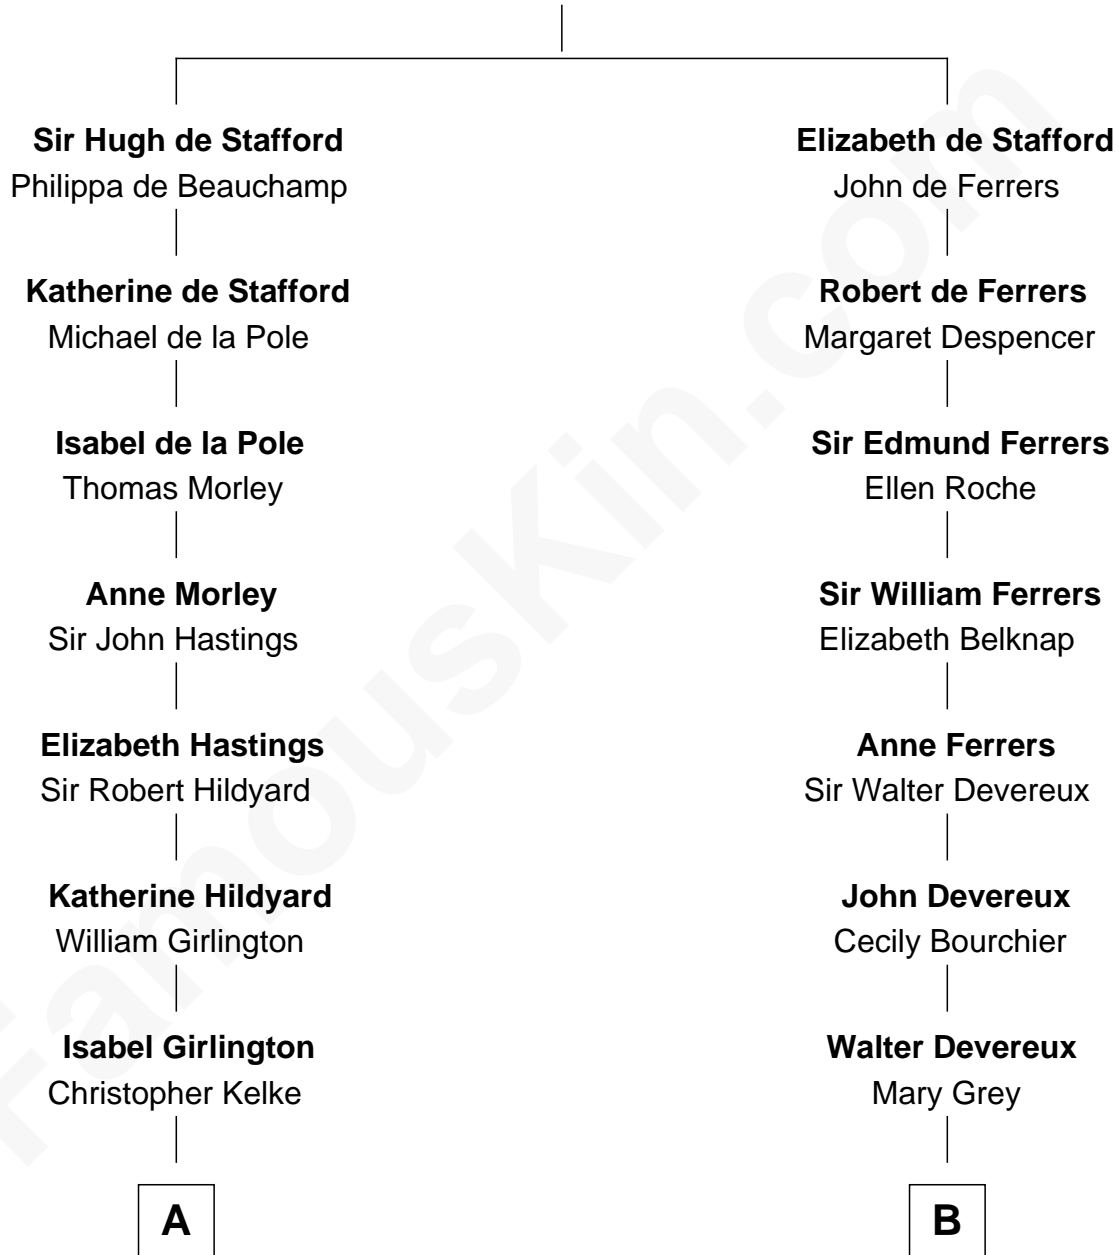 Sir Hugh de Stafford
Philippa de Beauchamp
Katherine de Stafford
Michael de la Pole
Isabel de la Pole
Thomas Morley
Anne Morley
Sir John Hastings
Elizabeth Hastings
Sir Robert Hildyard
Katherine Hildyard
William Girlington
Isabel Girlington
Christopher Kelke
A
Elizabeth de Stafford
John de Ferrers
Robert de Ferrers
Margaret Despencer
Sir Edmund Ferrers
Ellen Roche
Sir William Ferrers
Elizabeth Belknap
Anne Ferrers
Sir Walter Devereux
John Devereux
Cecily Bourchier
Walter Devereux
Mary Grey
B
FamousKin.com